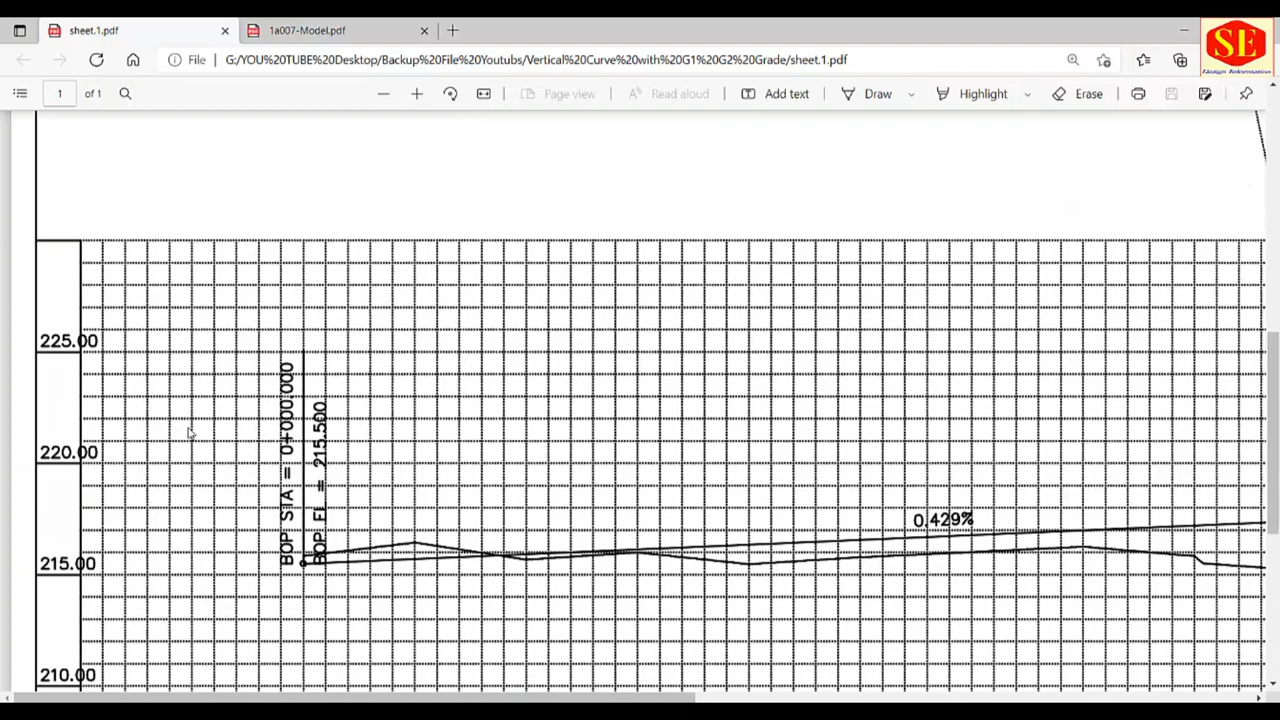 sheet.1.pdf
1a007-Model.pdf
File
G:/YOU%20TUBE%20Desktop/Backup%20File%20Youtubs/Vertical%20Curve%20with%20G1%20G2%20Grade/sheet.1.pdf
SE
Design Information
1 of 1
Page view
Read aloud
Add text
Draw
Highlight
Erase
225.00
220.00
215.00
210.00
BOP STA = 0+000.000
BOP EL = 215.500
0.429%